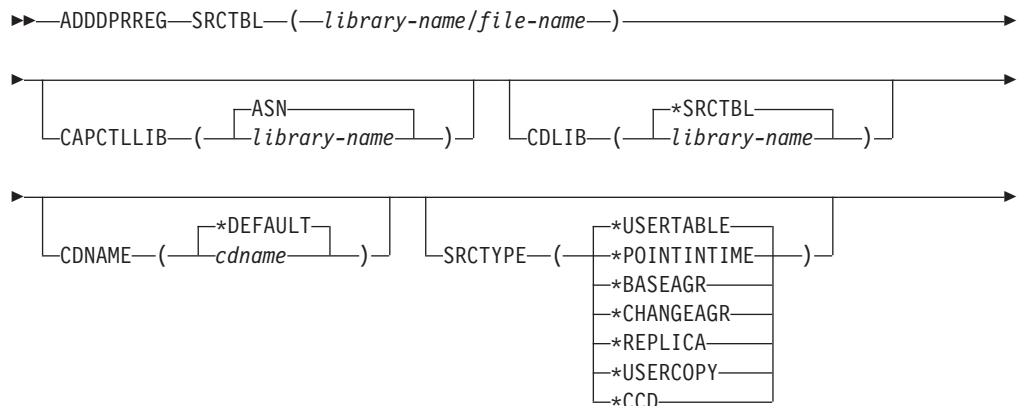 ADDDPRREG SRCTBL ( library-name/file-name )
ASN *SRCTBL
CAPCTLLIB ( library-name ) CDLIB ( library-name )
*DEFAULT *USERTABLE
CDNAME ( cdname ) SRCTYPE ( *POINTINTIME )
*BASEAGR
*CHANGEAGR
*REPLICA
*USERCOPY
*CCD